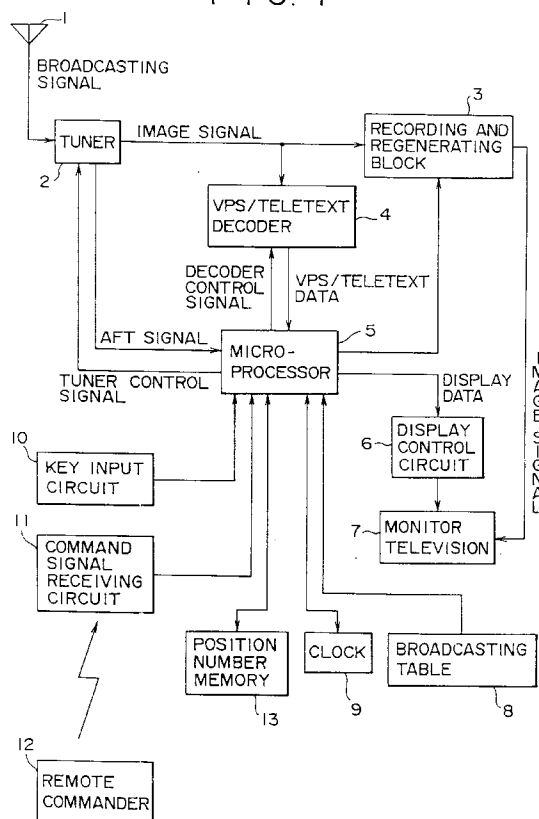 FIG. 1
1
BROADCASTING
SIGNAL
TUNER
2
IMAGE SIGNAL
3
RECORDING AND
REGENERATING
BLOCK
VPS/TELETEXT
DECODER
4
DECODER
CONTROL
SIGNAL
VPS/TELETEXT
DATA
AFT SIGNAL
TUNER CONTROL
SIGNAL
5
MICRO-
PROCESSOR
DISPLAY
DATA
IMAGE SIGNAL
6
DISPLAY
CONTROL
CIRCUIT
7
MONITOR
TELEVISION
10
KEY INPUT
CIRCUIT
11
COMMAND
SIGNAL
RECEIVING
CIRCUIT
POSITION
NUMBER
MEMORY
13
CLOCK
9
BROADCASTING
TABLE
8
12
REMOTE
COMMANDER